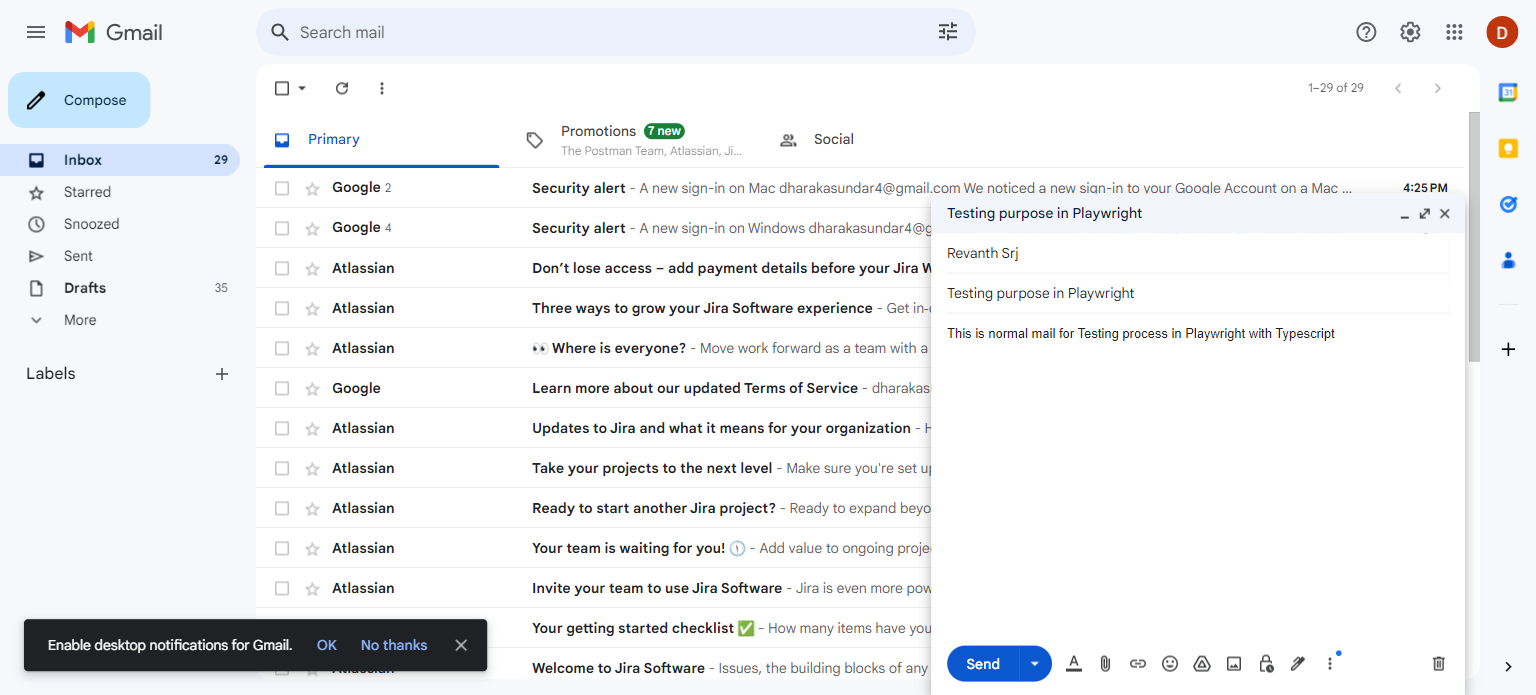 Gmail
Search mail
D
Compose
1–29 of 29
31
Primary
Promotions 7 new
The Postman Team, Atlassian, Ji...
Social
Inbox 29
Starred
Snoozed
Sent
Drafts 35
More
Labels
Google 2 Security alert - A new sign-in on Mac dharakasundar4@gmail.com We noticed a new sign-in to your Google Account on a Mac ... 4:25 PM
Google 4 Security alert - A new sign-in on Windows dharakasundar4@g
Atlassian Don't lose access – add payment details before your Jira W
Atlassian Three ways to grow your Jira Software experience - Get in-
Atlassian 👀 Where is everyone? - Move work forward as a team with a
Google Learn more about our updated Terms of Service - dharakas
Atlassian Updates to Jira and what it means for your organization - H
Atlassian Take your projects to the next level - Make sure you're set up
Atlassian Ready to start another Jira project? - Ready to expand beyo
Atlassian Your team is waiting for you! 🕦 - Add value to ongoing proje
Atlassian Invite your team to use Jira Software - Jira is even more pow
Your getting started checklist ✅ - How many items have you
Welcome to Jira Software - Issues, the building blocks of any
Testing purpose in Playwright
Revanth Srj
Testing purpose in Playwright
This is normal mail for Testing process in Playwright with Typescript
Send
Enable desktop notifications for Gmail. OK No thanks